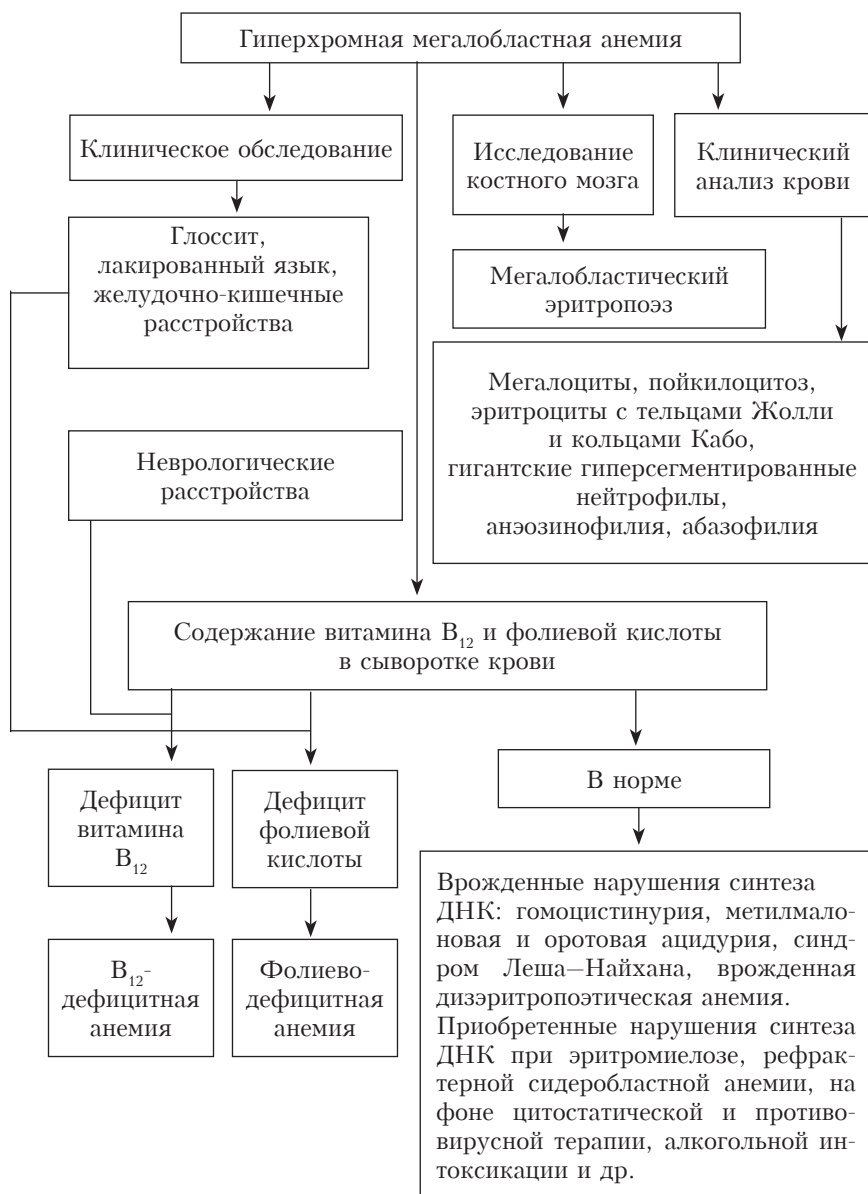 Гиперхромная мегалобластная анемия
Клиническое обследование
Исследование
костного мозга
Клинический
анализ крови
Глоссит,
лакированный язык,
желудочно-кишечные
расстройства
Мегалобластический
эритропоэз
Мегалоциты, пойкилоцитоз,
эритроциты с тельцами Жолли
и кольцами Кабо,
гигантские гиперсегментированные
нейтрофилы,
анэозинофилия, абазофилия
Неврологические
расстройства
Содержание витамина B₁₂ и фолиевой кислоты
в сыворотке крови
Дефицит
витамина
B₁₂
Дефицит
фолиевой
кислоты
В норме
B₁₂-
дефицитная
анемия
Фолиево-
дефицитная
анемия
Врожденные нарушения синтеза
ДНК: гомоцистинурия, метилмало-
новая и оротовая ацидурия, синд-
ром Леша—Найхана, врожденная
дизэритропоэтическая анемия.
Приобретенные нарушения синтеза
ДНК при эритромиелозе, рефрак-
терной сидеробластной анемии, на
фоне цитостатической и противо-
вирусной терапии, алкогольной ин-
токсикации и др.